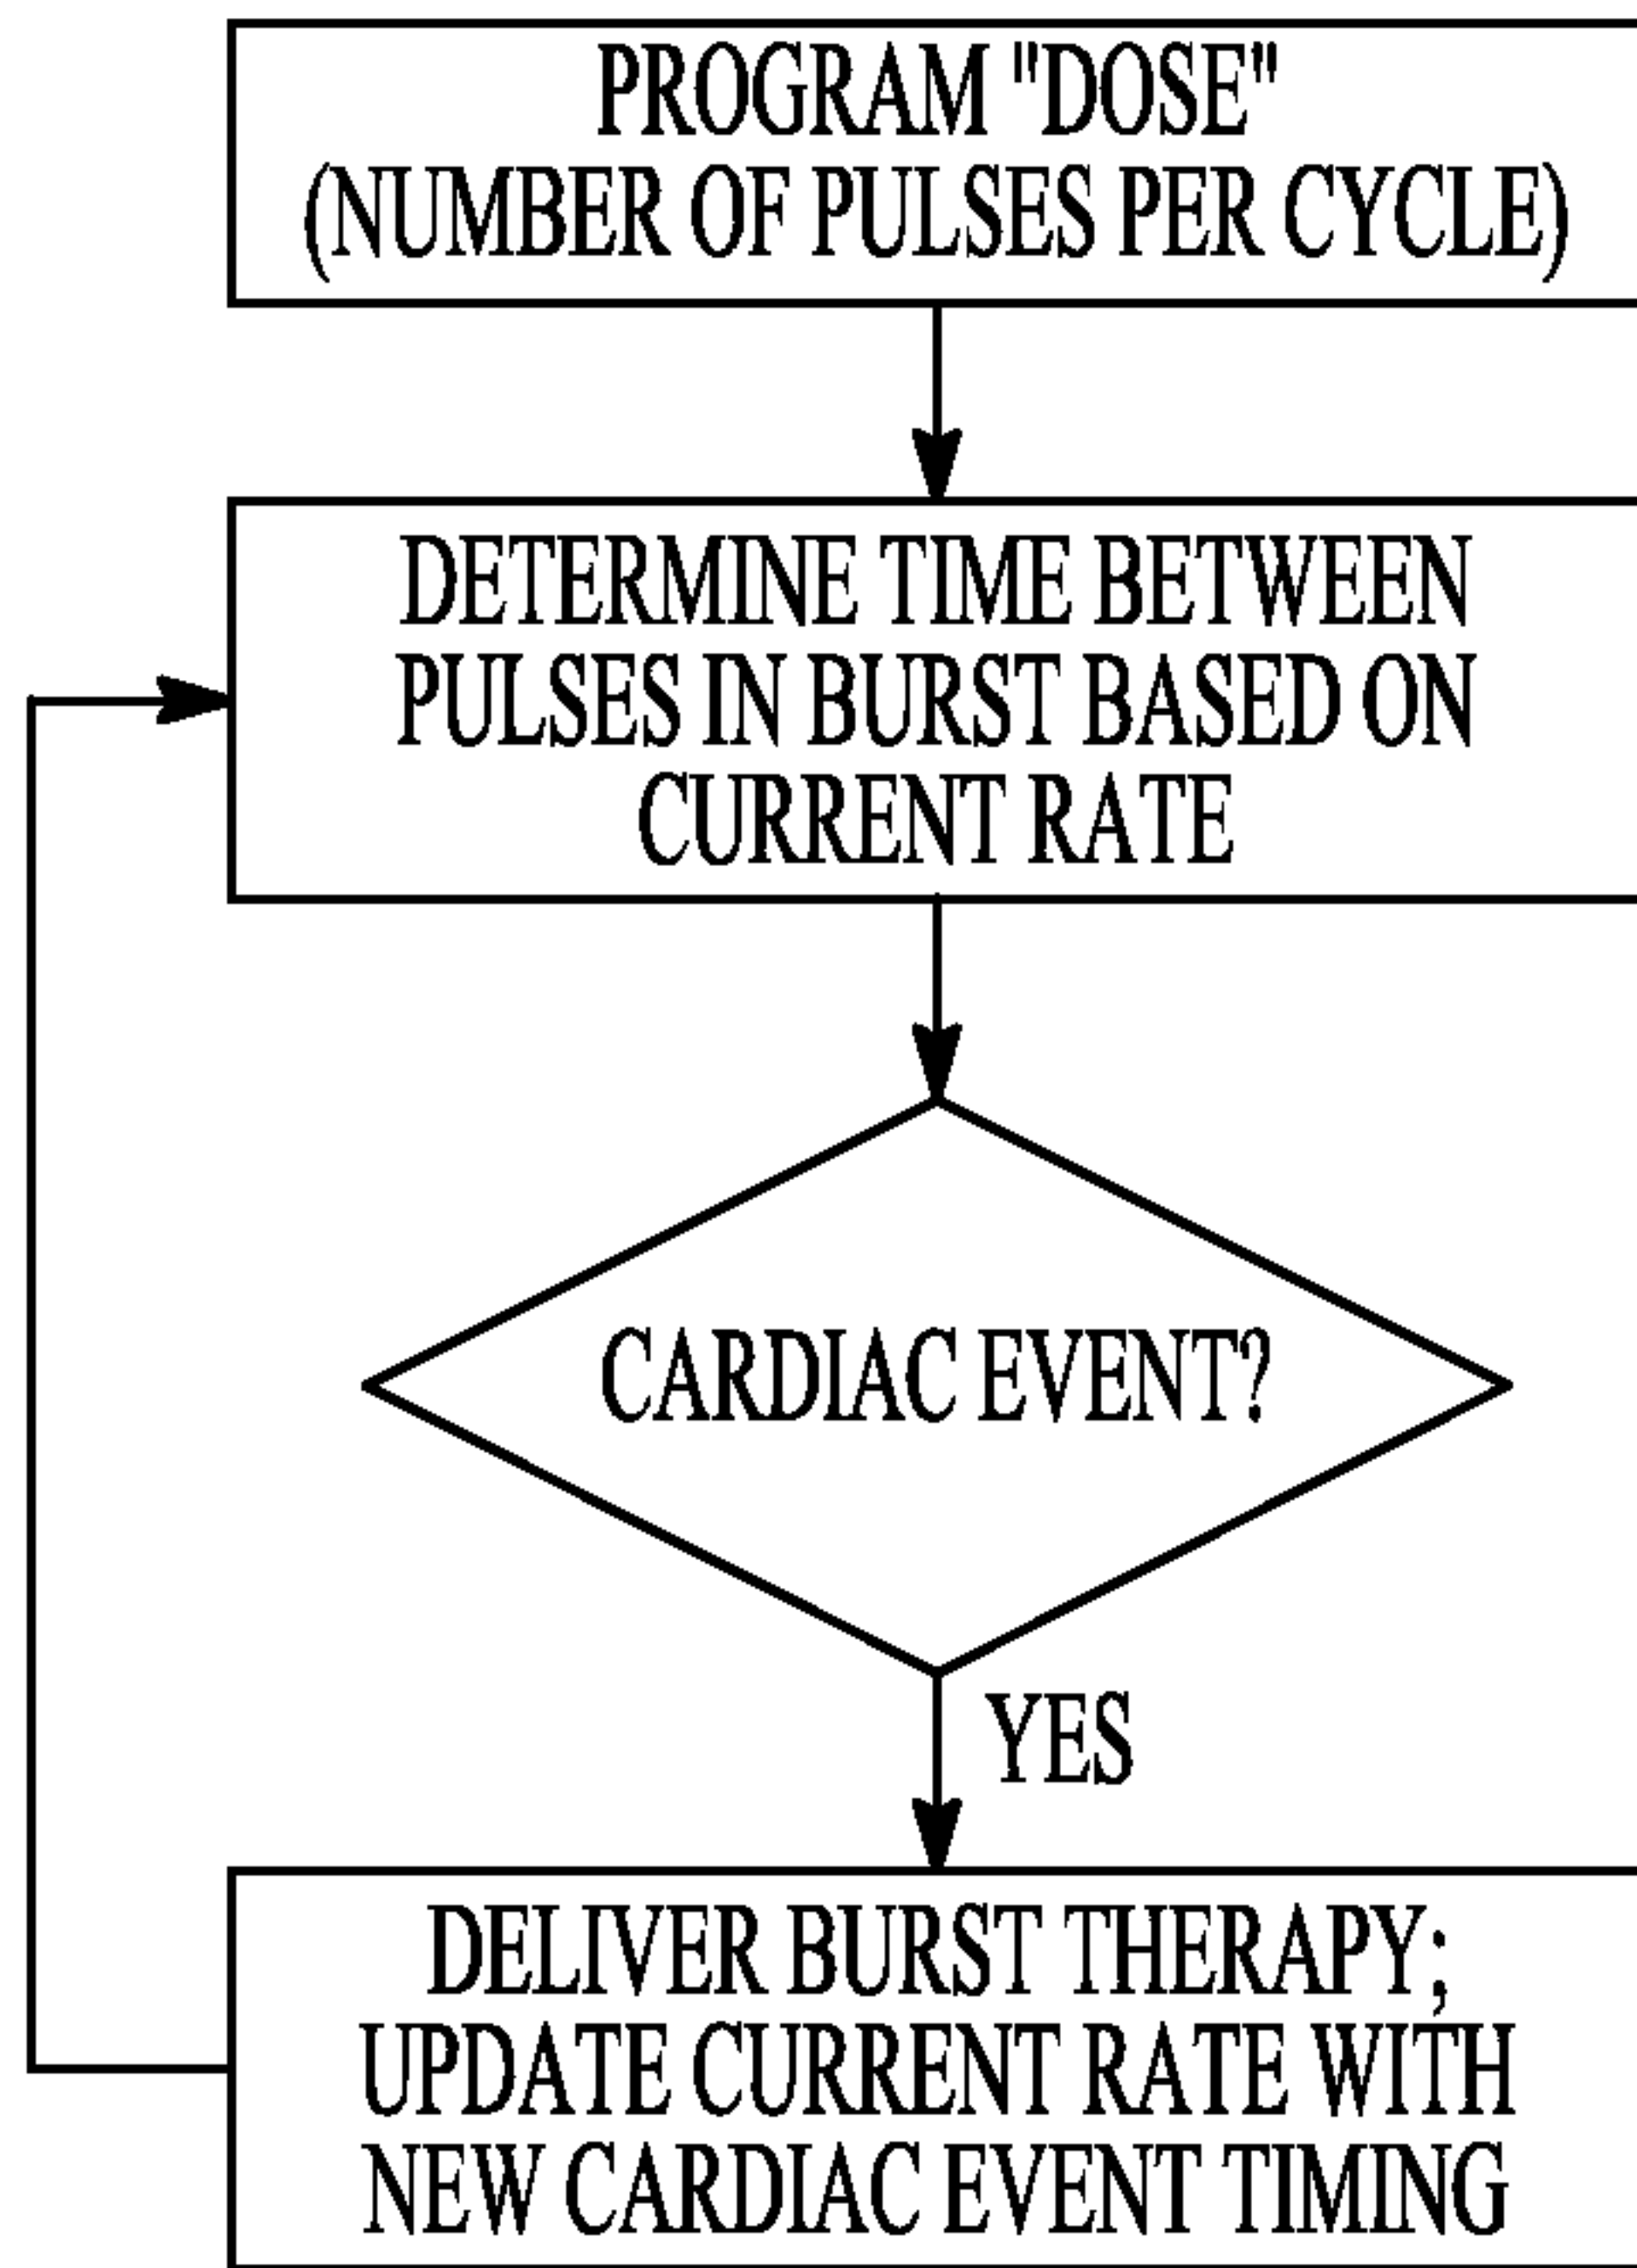 PROGRAM "DOSE"
(NUMBER OF PULSES PER CYCLE)
DETERMINE TIME BETWEEN
PULSES IN BURST BASED ON
CURRENT RATE
CARDIAC EVENT?
YES
DELIVER BURST THERAPY;
UPDATE CURRENT RATE WITH
NEW CARDIAC EVENT TIMING